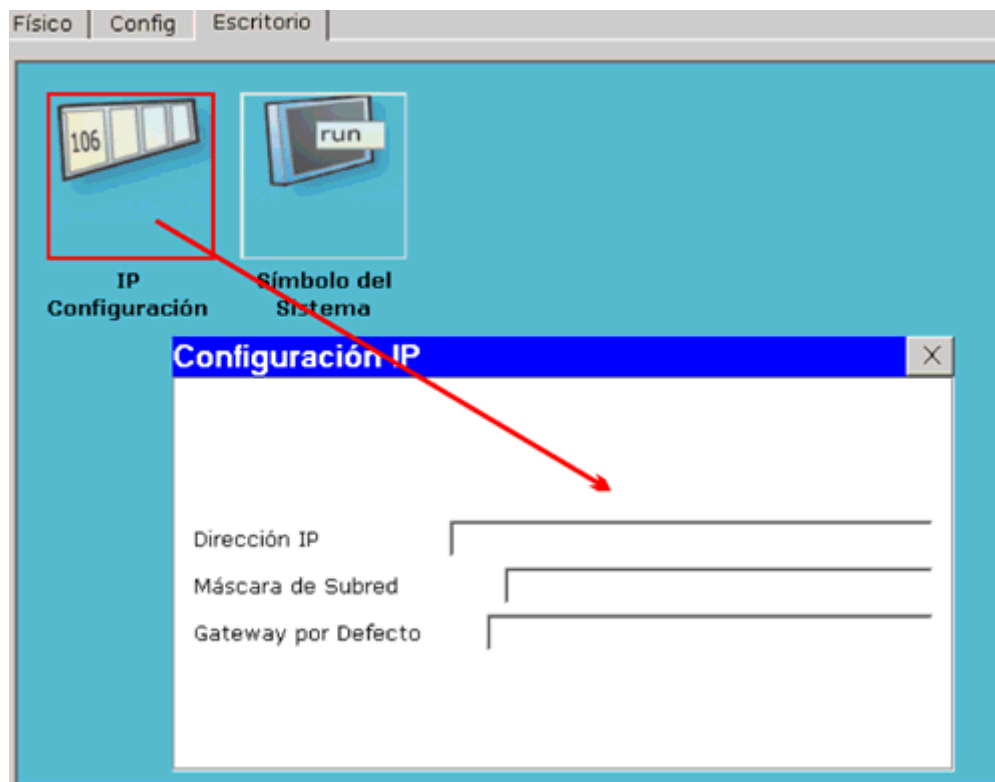 Físico Config Escritorio
106
run
IP
Configuración
Símbolo del
Sistema
Configuración IP
Dirección IP
Máscara de Subred
Gateway por Defecto